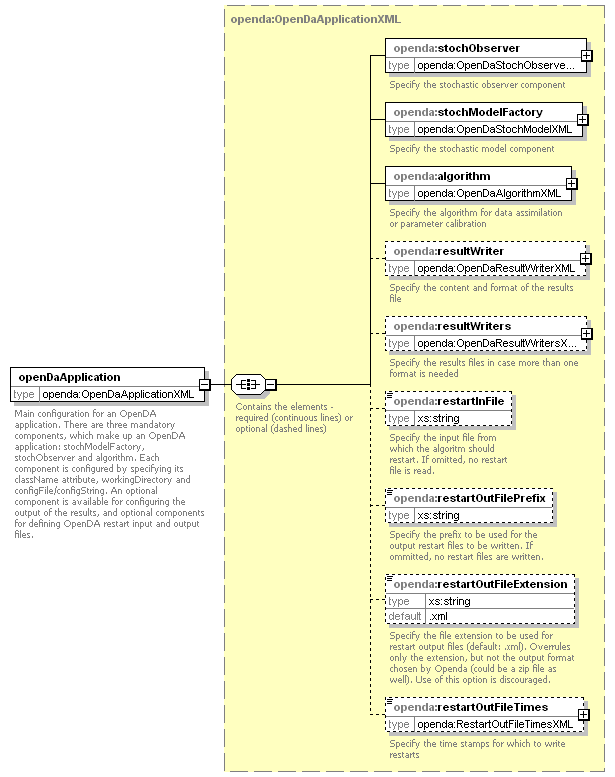 openda:OpenDaApplicationXML
openda:stochObserver
type openda:OpenDaStochObserve...
Specify the stochastic observer component
openda:stochModelFactory
type openda:OpenDaStochModelXML
Specify the stochastic model component
openda:algorithm
type openda:OpenDaAlgorithmXML
Specify the algorithm for data assimilation
or parameter calibration
openda:resultWriter
type openda:OpenDaResultWriterXML
Specify the content and format of the results
file
openda:resultWriters
type openda:OpenDaResultWritersX...
Specify the results files in case more than one
format is needed
openDaApplication
type openda:OpenDaApplicationXML
Main configuration for an OpenDA
application. There are three mandatory
components, which make up an OpenDA
application: stochModelFactory,
stochObserver and algorithm. Each
component is configured by specifying its
className attribute, workingDirectory and
configFile/configString. An optional
component is available for configuring the
output of the results, and optional components
for defining OpenDA restart input and output
files.
Contains the elements -
required (continuous lines) or
optional (dashed lines)
openda:restartInFile
type xs:string
Specify the input file from
which the algoritm should
restart. If omitted, no restart
file is read.
openda:restartOutFilePrefix
type xs:string
Specify the prefix to be used for the
output restart files to be written. If
ommitted, no restart files are written.
openda:restartOutFileExtension
type xs:string
default .xml
Specify the file extension to be used for
restart output files (default: .xml). Overrules
only the extension, but not the output format
chosen by Openda (could be a zip file as
well). Use of this option is discouraged.
openda:restartOutFileTimes
type openda:RestartOutFileTimesXML
Specify the time stamps for which to write
restarts